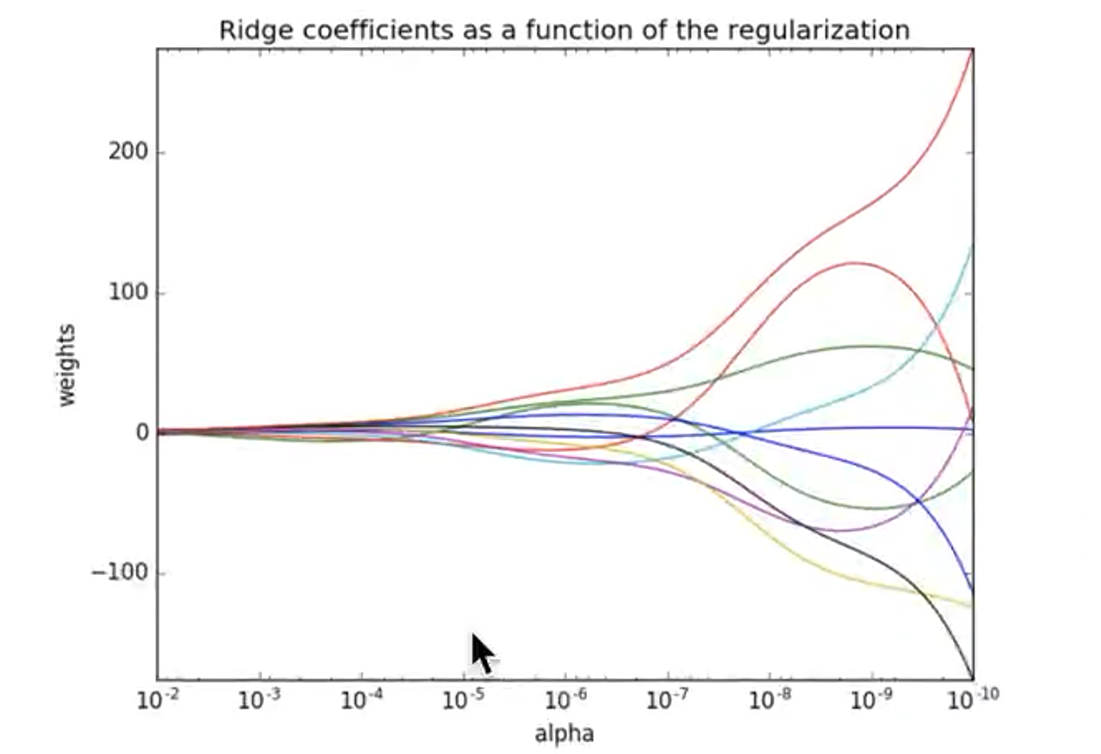 Ridge coefficients as a function of the regularization
weights
200
100
0
−100
10^-2 10^-3 10^-4 10^-5 10^-6 10^-7 10^-8 10^-9 10^-10
alpha